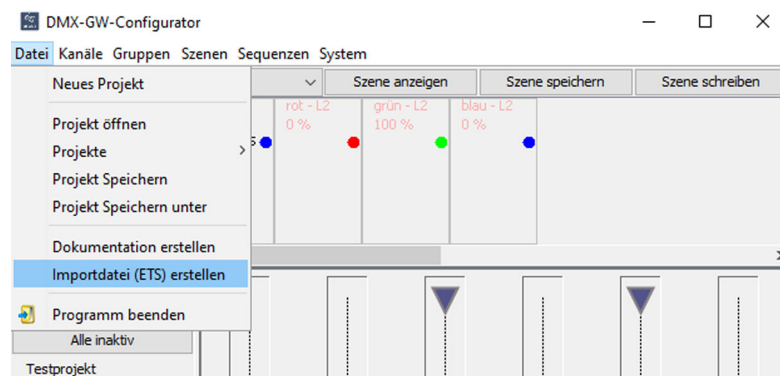 DMX-GW-Configurator
Datei Kanäle Gruppen Szenen Sequenzen System
Neues Projekt
Szene anzeigen Szene speichern Szene schreiben
rot - L2 grün - L2 blau - L2
0 % 100 % 0 %
Projekt öffnen
Projekte
Projekt Speichern
Projekt Speichern unter
Dokumentation erstellen
Importdatei (ETS) erstellen
Programm beenden
Alle inaktiv
Testprojekt